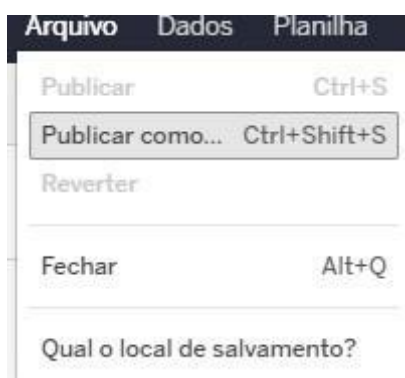 Arquivo Dados Planilha
Publicar Ctrl+S
Publicar como... Ctrl+Shift+S
Reverter
Fechar Alt+Q
Qual o local de salvamento?